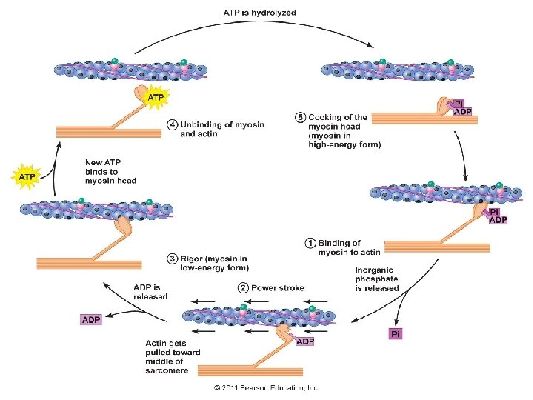 ATP is hydrolyzed
ATP
4 Unbinding of myosin
and actin
5 Cocking of the
myosin head
(myosin in
high-energy form)
Pi
ADP
New ATP
binds to
myosin head
ATP
Pi
ADP
1 Binding of
myosin to actin
3 Rigor (myosin in
low-energy form)
Inorganic
phosphate
is released
ADP is
released
2 Power stroke
ADP
ADP
Pi
Actin gets
pulled toward
middle of
sarcomere
© 2011 Pearson Education, Inc.